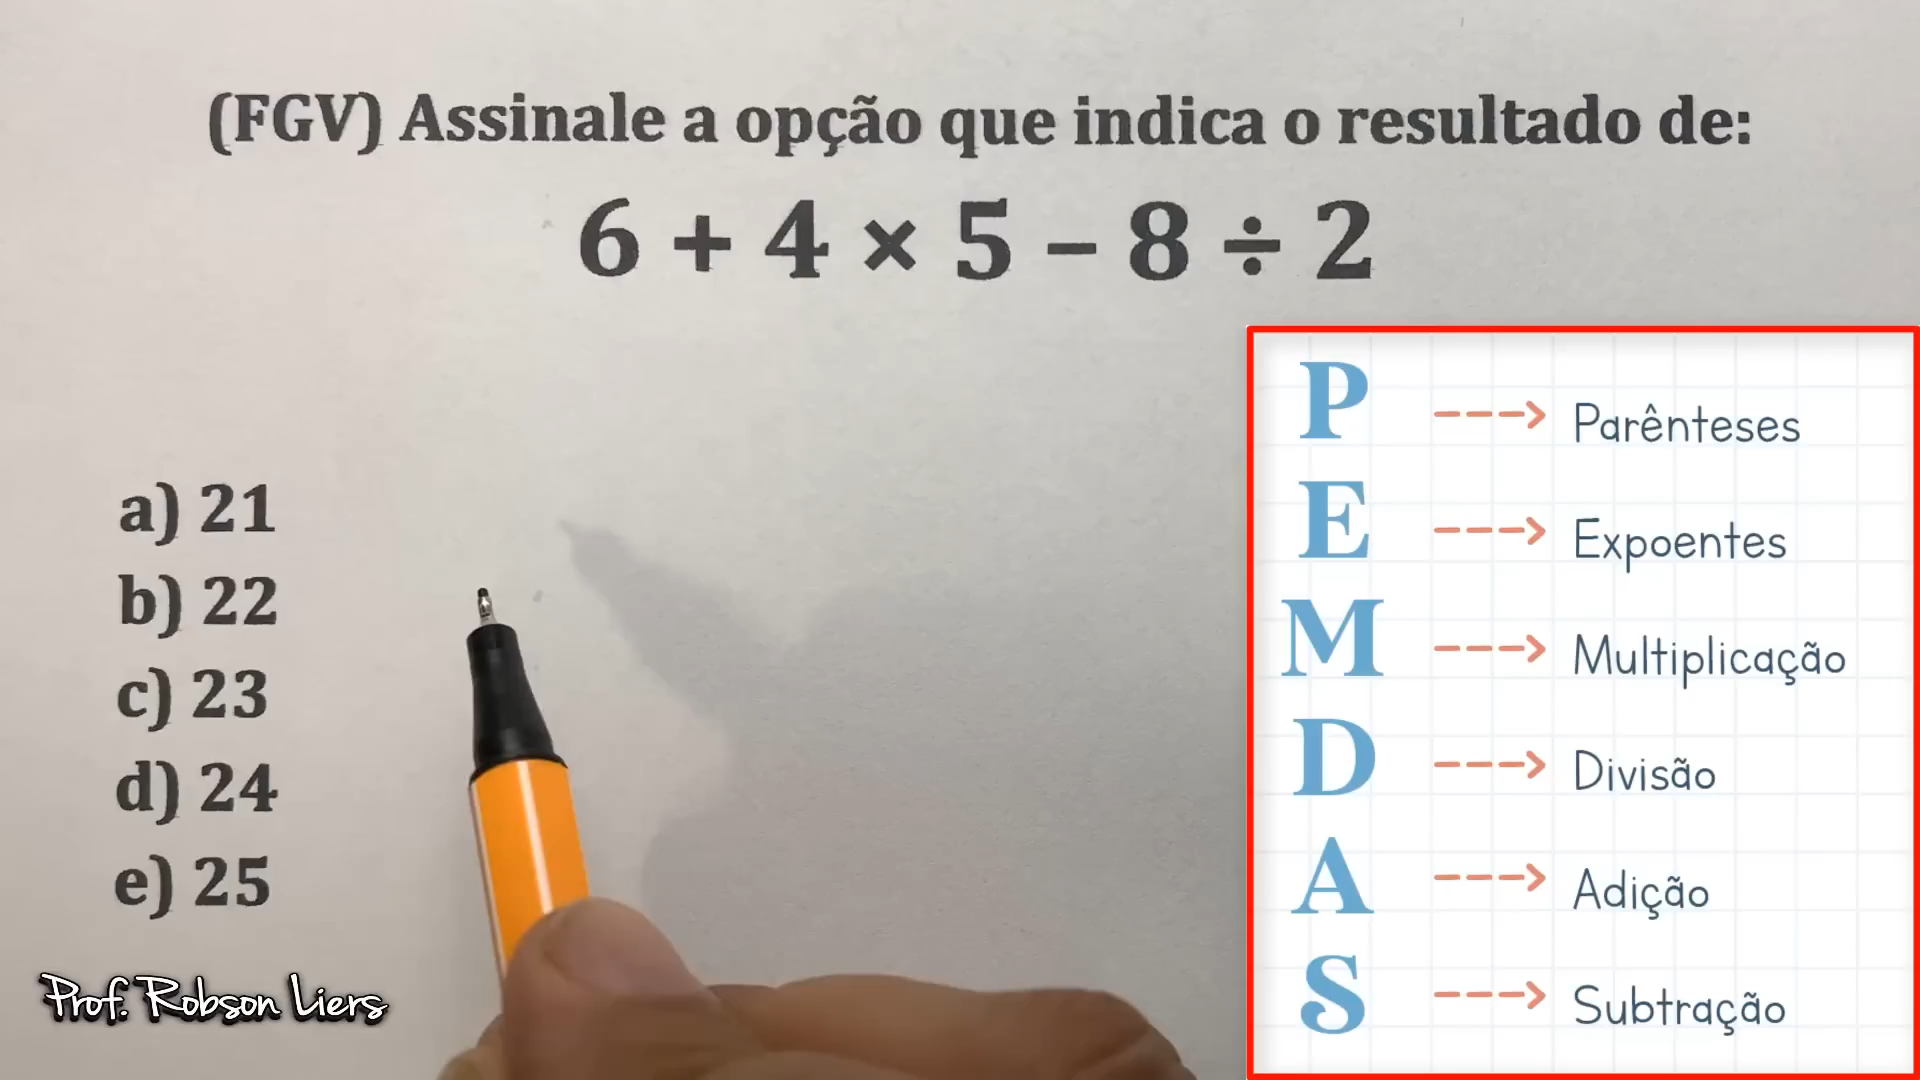 (FGV) Assinale a opção que indica o resultado de:
6 + 4 × 5 – 8 ÷ 2
a) 21
b) 22
c) 23
d) 24
e) 25
P ---> Parênteses
E ---> Expoentes
M ---> Multiplicação
D ---> Divisão
A ---> Adição
S ---> Subtração
Prof. Robson Liers